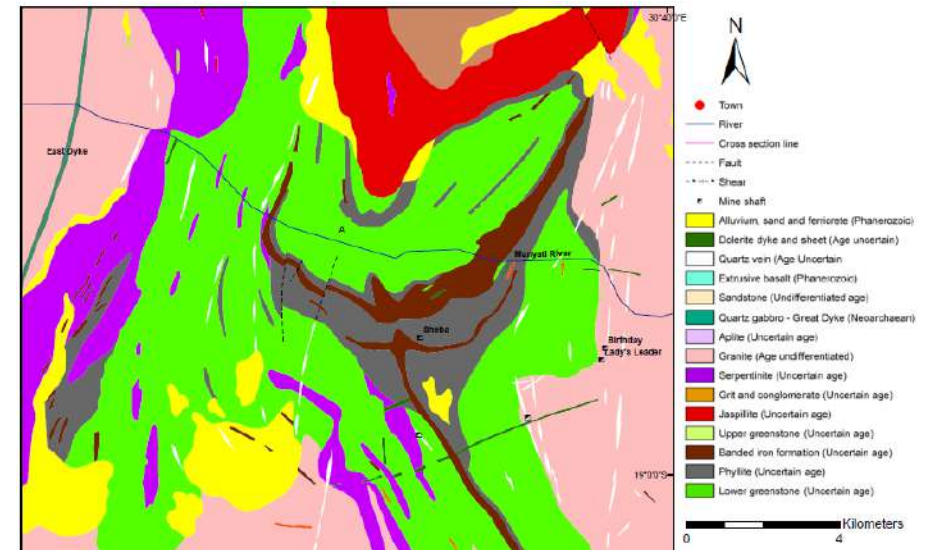 30°40'0"E
N
East Dyke
A
Munyati River
Sheba
Birthday
Lady's Leader
19°0'0"S
Town
River
Cross section line
Fault
Shear
Mine shaft
Alluvium, sand and ferricrete (Phanerozoic)
Dolerite dyke and sheet (Age uncertain)
Quartz vein (Age Uncertain
Extrusive basalt (Phanerozoic)
Sandstone (Undifferentiated age)
Quartz gabbro - Great Dyke (Neoarchaean)
Aplite (Uncertain age)
Granite (Age undifferentiated)
Serpentinite (Uncertain age)
Grit and conglomerate (Uncertain age)
Jaspillite (Uncertain age)
Upper greenstone (Uncertain age)
Banded iron formation (Uncertain age)
Phyllite (Uncertain age)
Lower greenstone (Uncertain age)
Kilometers
0 4